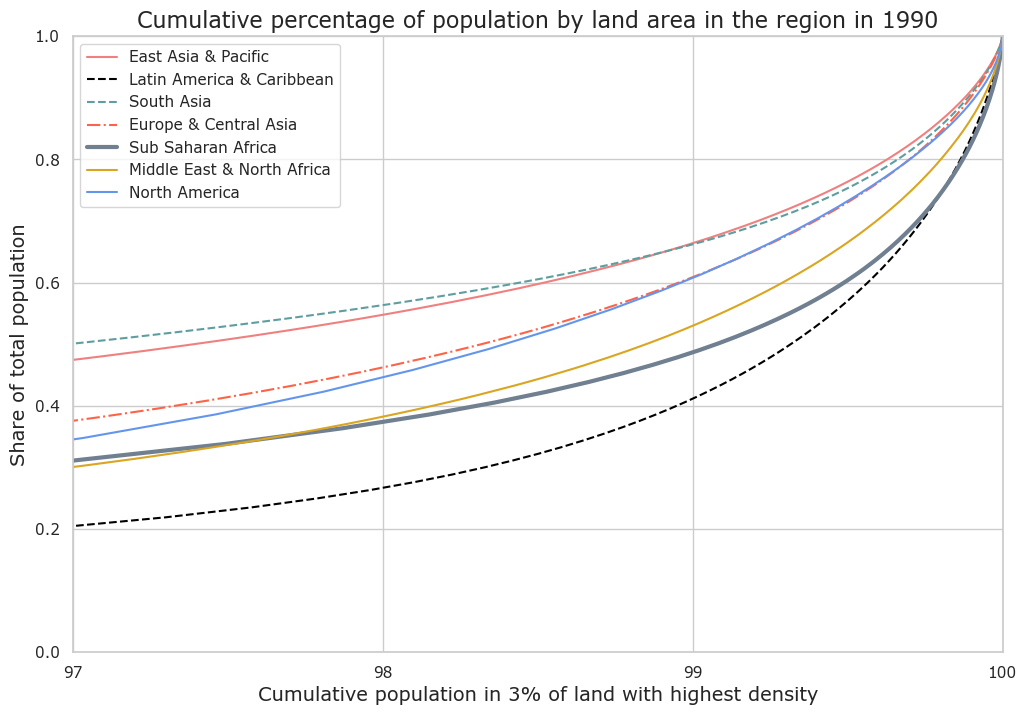 Cumulative percentage of population by land area in the region in 1990
1.0
East Asia & Pacific
Latin America & Caribbean
South Asia
Europe & Central Asia
Sub Saharan Africa
Middle East & North Africa
North America
0.8
0.6
0.4
0.2
0.0
Share of total population
97 98 99 100
Cumulative population in 3% of land with highest density